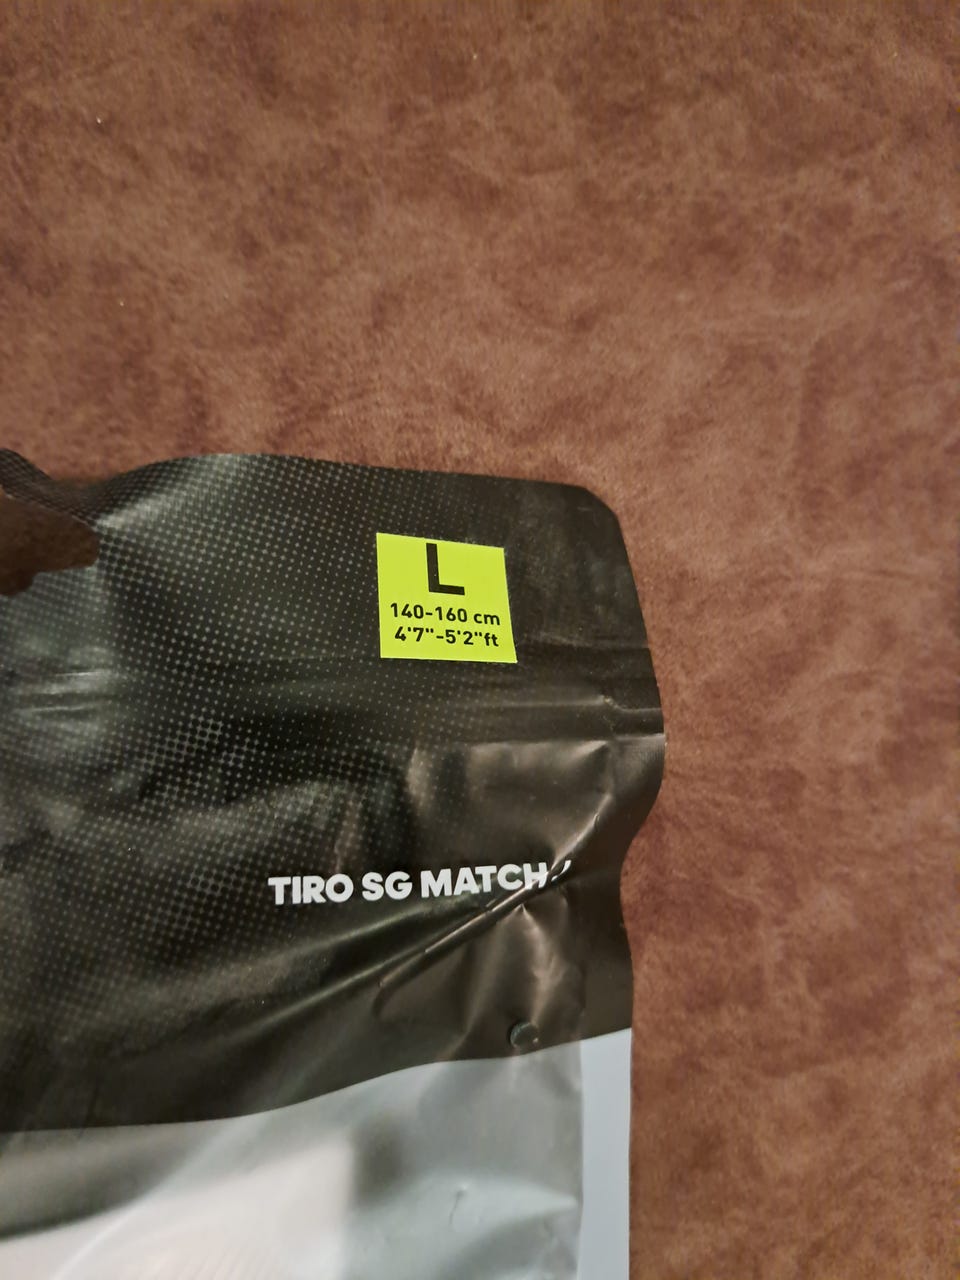 L
140-160 cm
4'7"-5'2"ft
TIRO SG MATCH